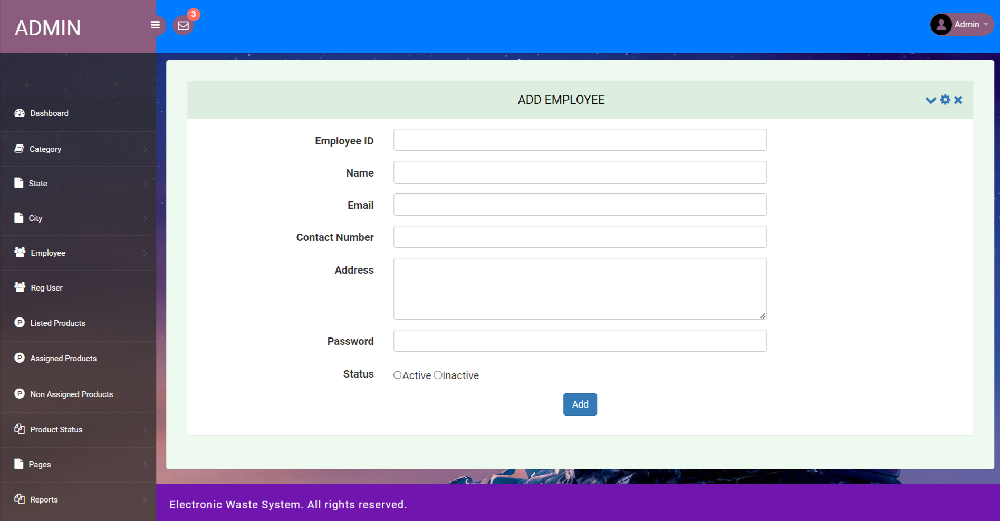 ADMIN
3
Admin
Dashboard
Category
State
City
Employee
Reg User
P Listed Products
P Assigned Products
P Non Assigned Products
Product Status
Pages
Reports
ADD EMPLOYEE
Employee ID
Name
Email
Contact Number
Address
Password
Status
Active Inactive
Add
Electronic Waste System. All rights reserved.